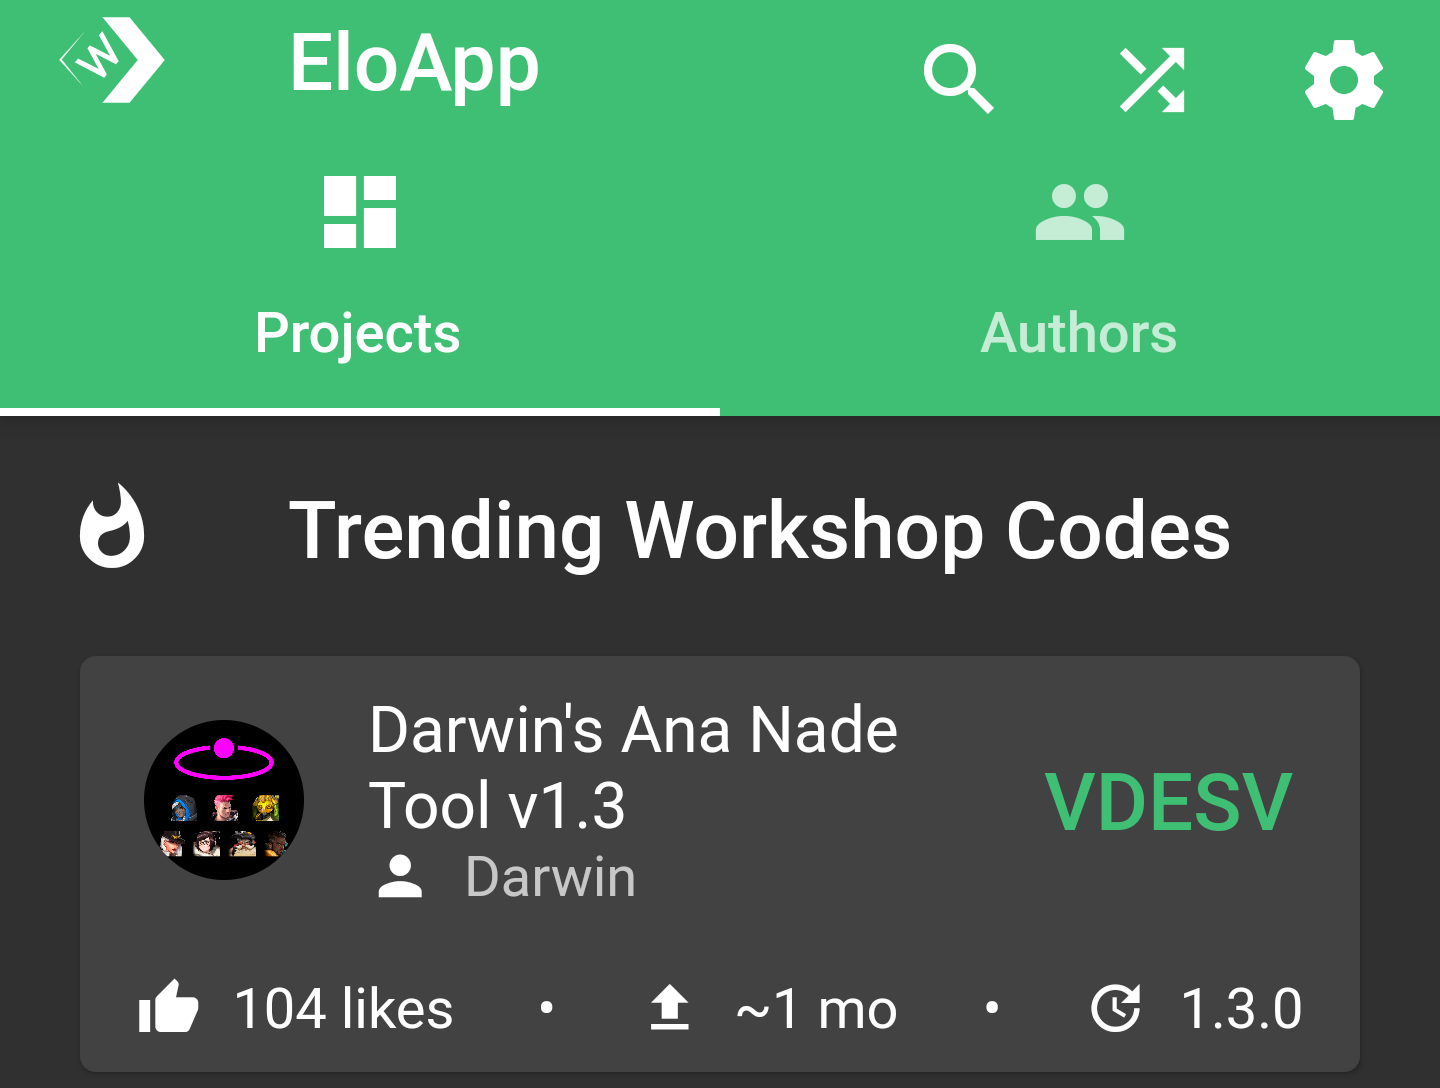 W
EloApp
Projects
Authors
Trending Workshop Codes
Darwin's Ana Nade
Tool v1.3
VDESV
Darwin
104 likes • ~1 mo • 1.3.0